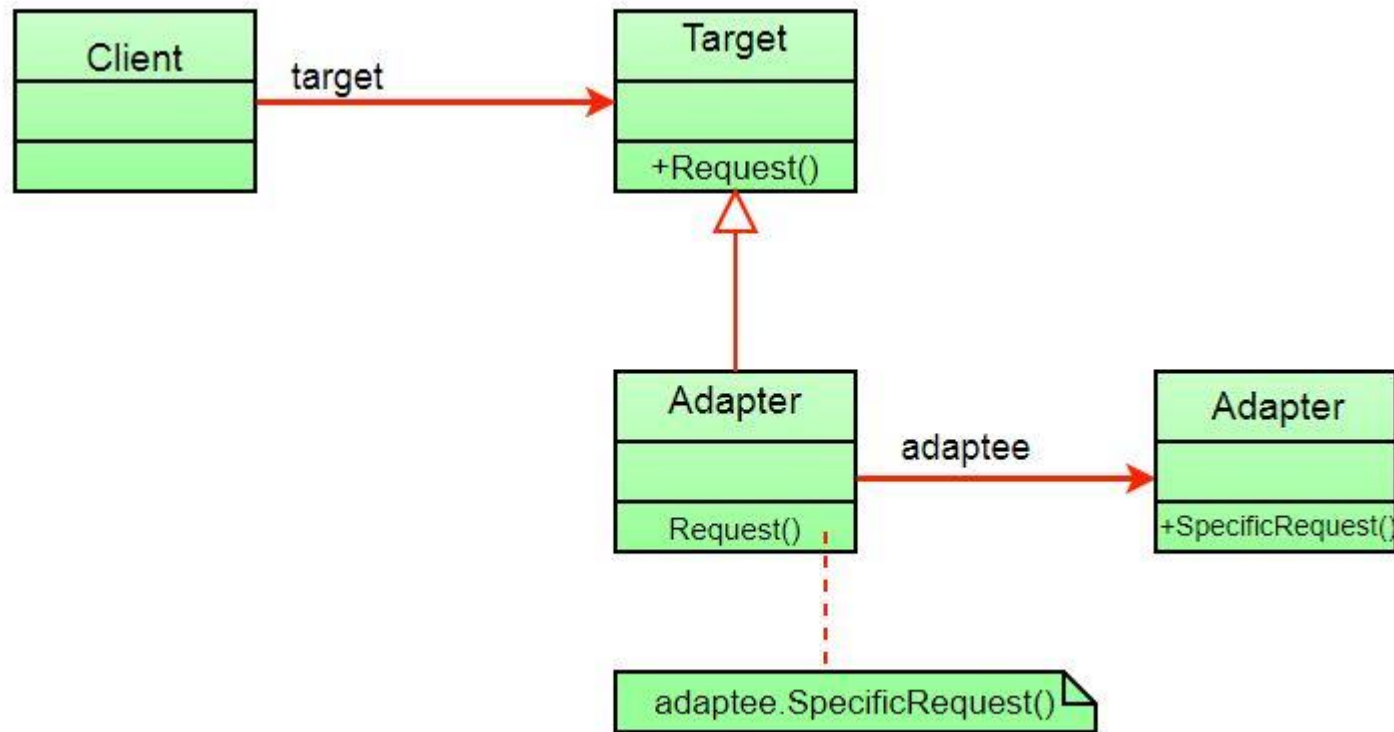 Client
target
Target
+Request()
Adapter
Request()
adaptee
Adapter
+SpecificRequest()
adaptee.SpecificRequest()